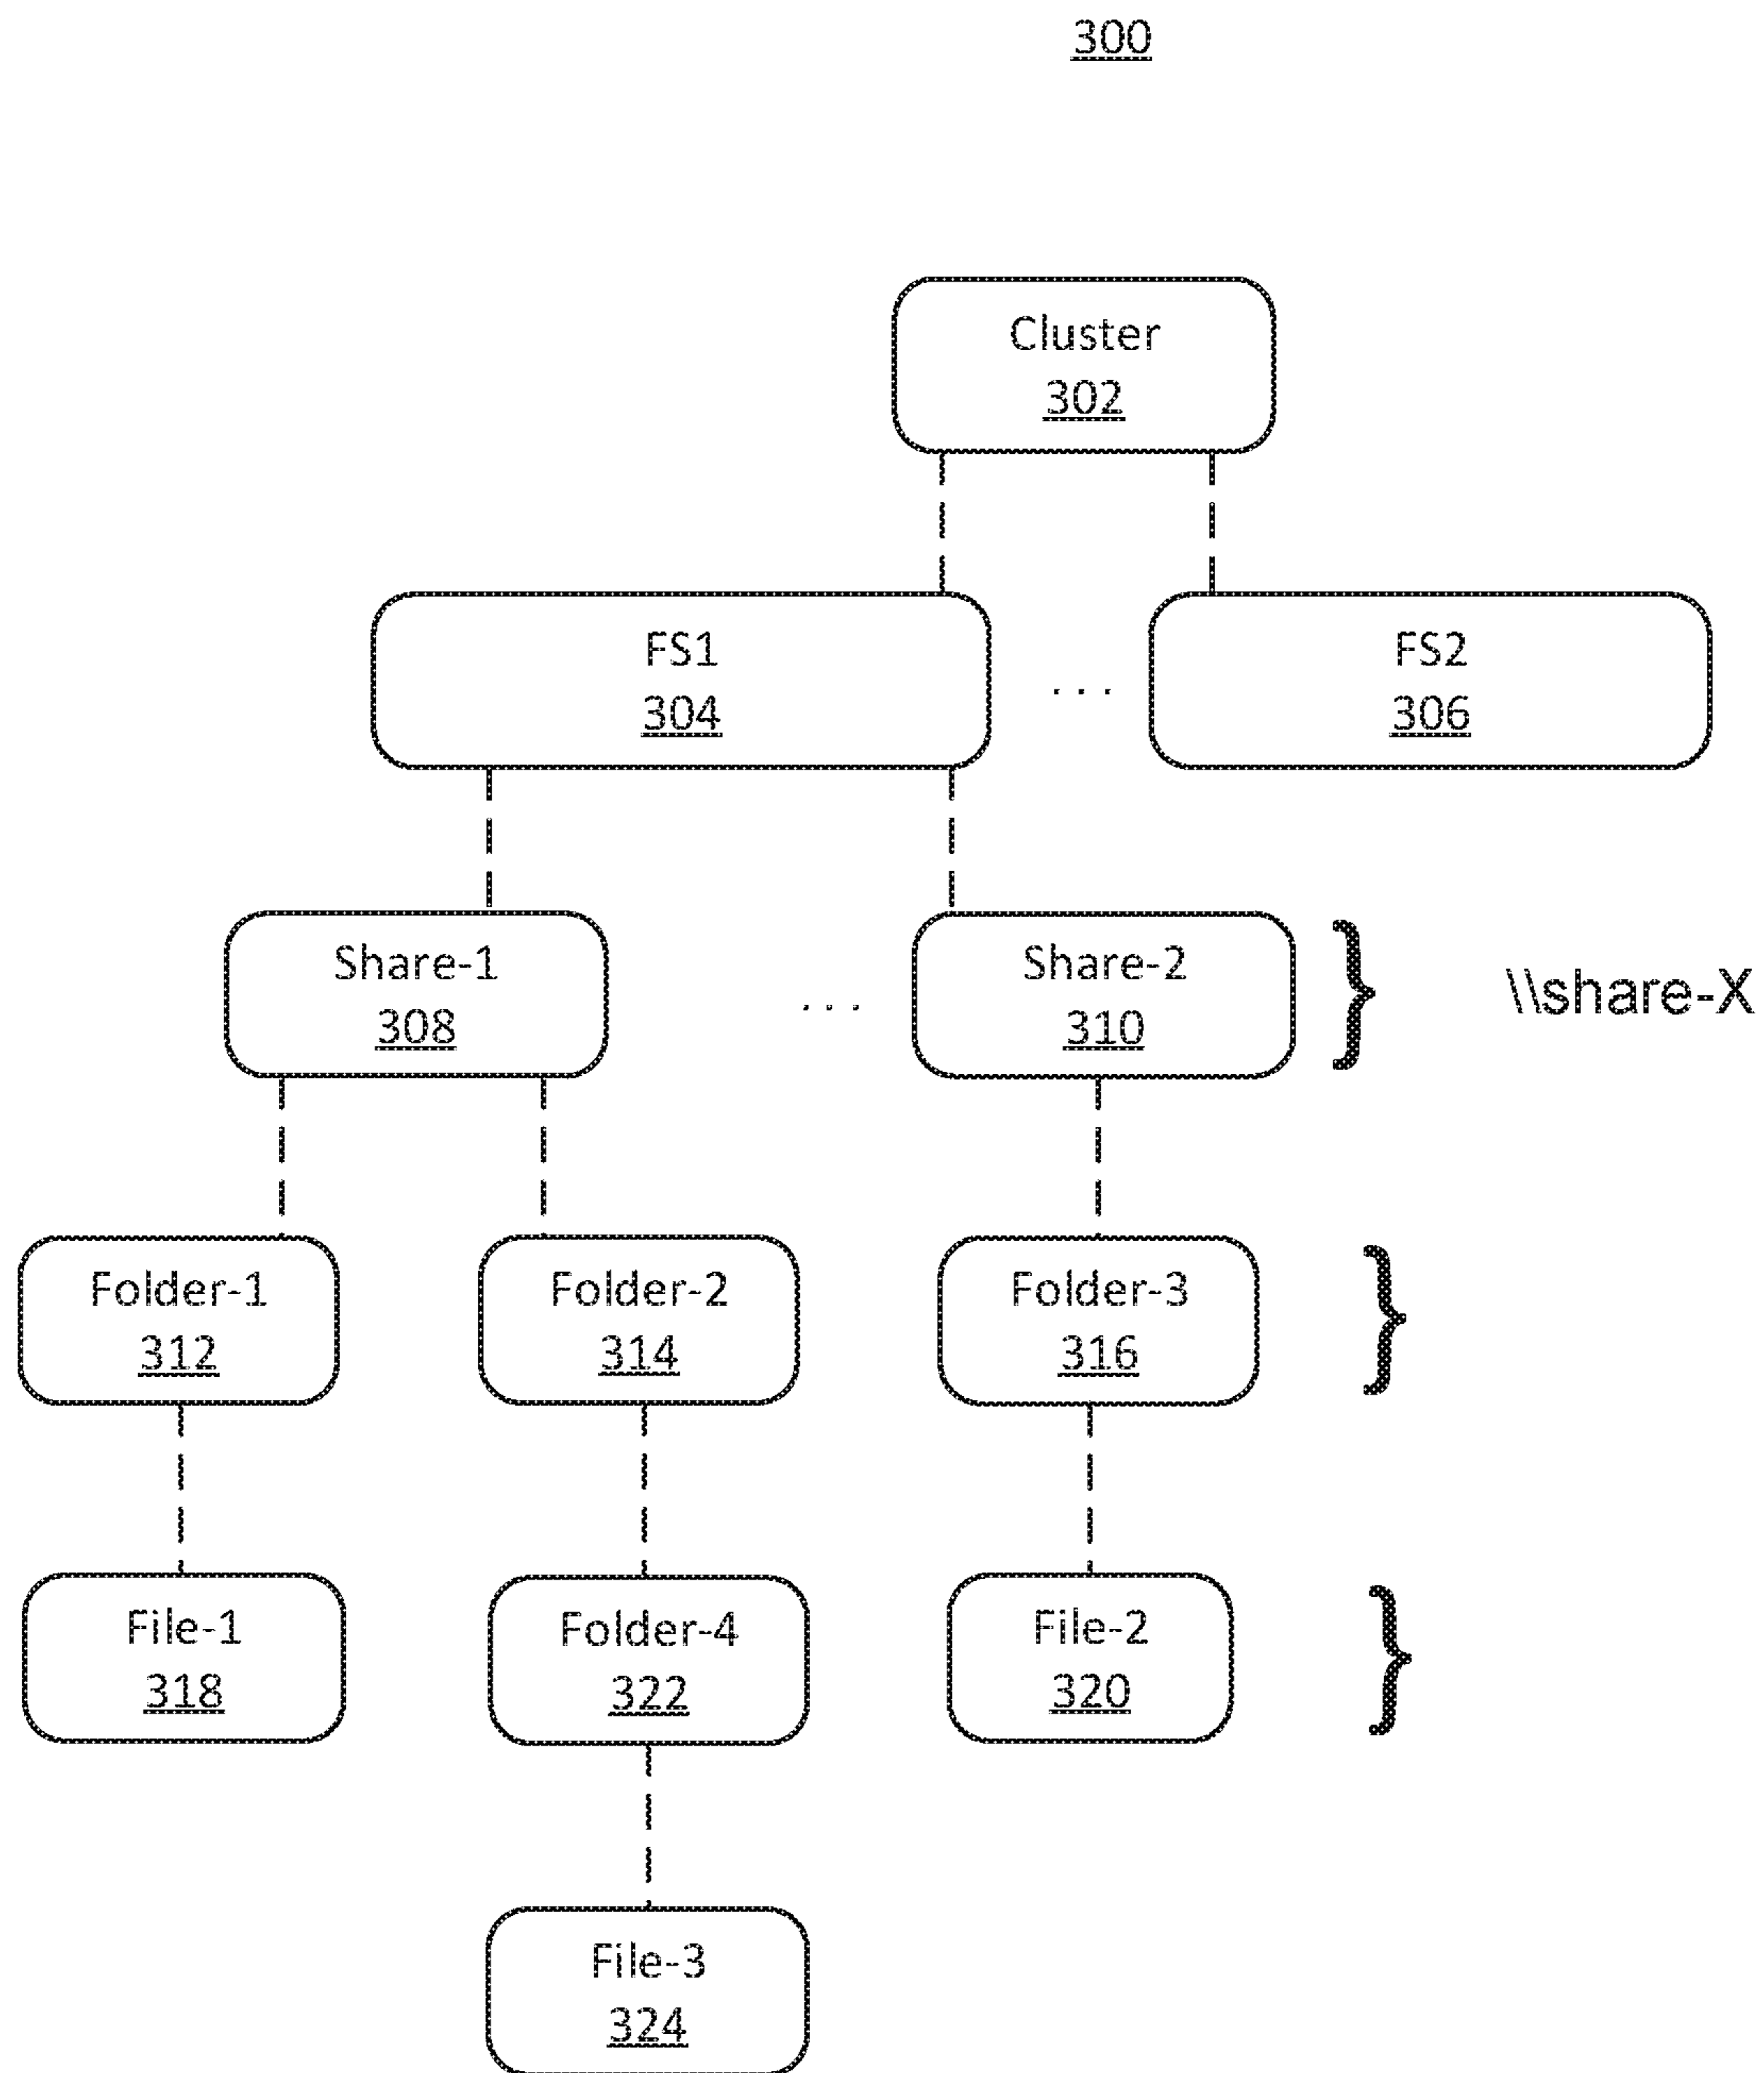 300
Cluster
302
FS1
304
. . .
FS2
306
Share-1
308
. . .
Share-2
310
\\share-X
Folder-1
312
Folder-2
314
Folder-3
316
File-1
318
Folder-4
322
File-2
320
File-3
324